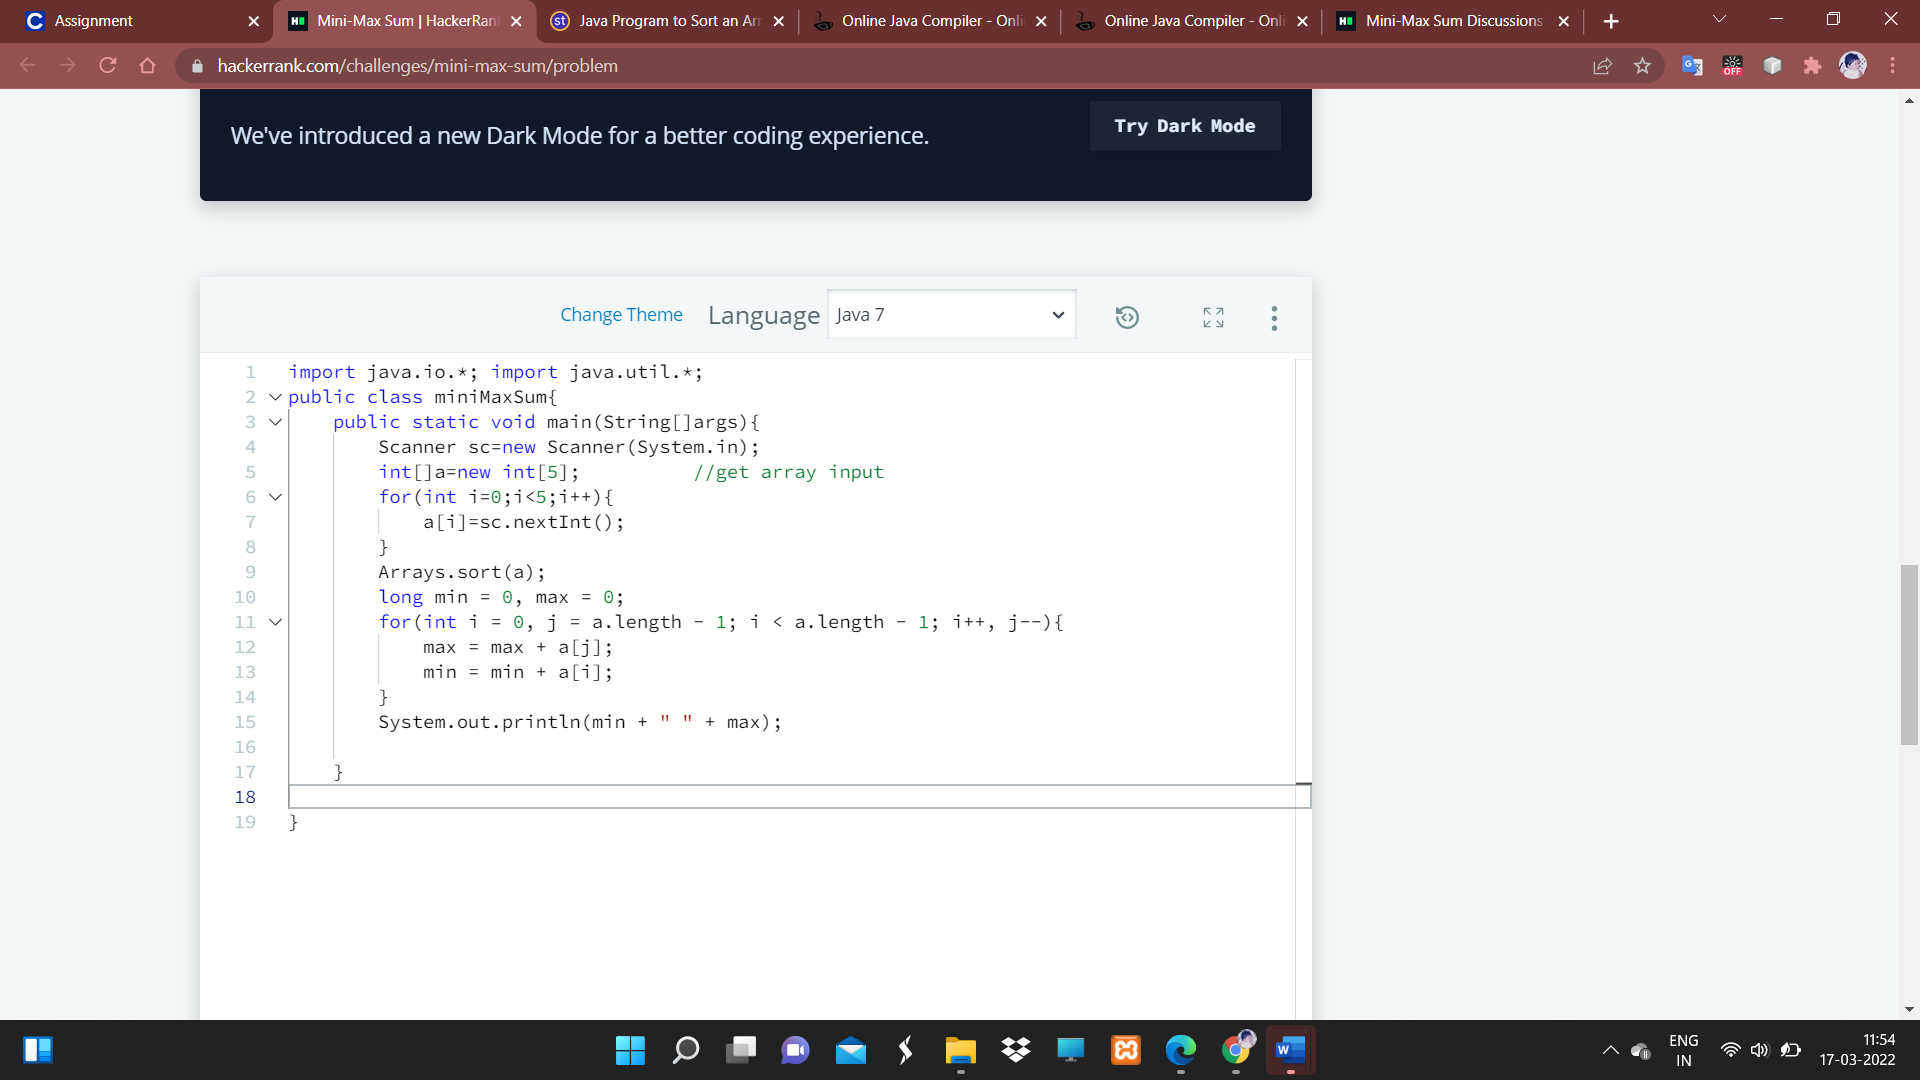 Assignment
Mini-Max Sum | HackerRan
Java Program to Sort an Arr
Online Java Compiler - Onli
Online Java Compiler - Onli
Mini-Max Sum Discussions
hackerrank.com/challenges/mini-max-sum/problem
OFF
We've introduced a new Dark Mode for a better coding experience.
Try Dark Mode
Change Theme
Language
Java 7
1 import java.io.*; import java.util.*;
2 public class miniMaxSum{
3 public static void main(String[]args){
4 Scanner sc=new Scanner(System.in);
5 int[]a=new int[5]; //get array input
6 for(int i=0;i<5;i++){
7 a[i]=sc.nextInt();
8 }
9 Arrays.sort(a);
10 long min = 0, max = 0;
11 for(int i = 0, j = a.length - 1; i < a.length - 1; i++, j--){
12 max = max + a[j];
13 min = min + a[i];
14 }
15 System.out.println(min + " " + max);
16
17 }
18
19 }
ENG
IN
11:54
17-03-2022